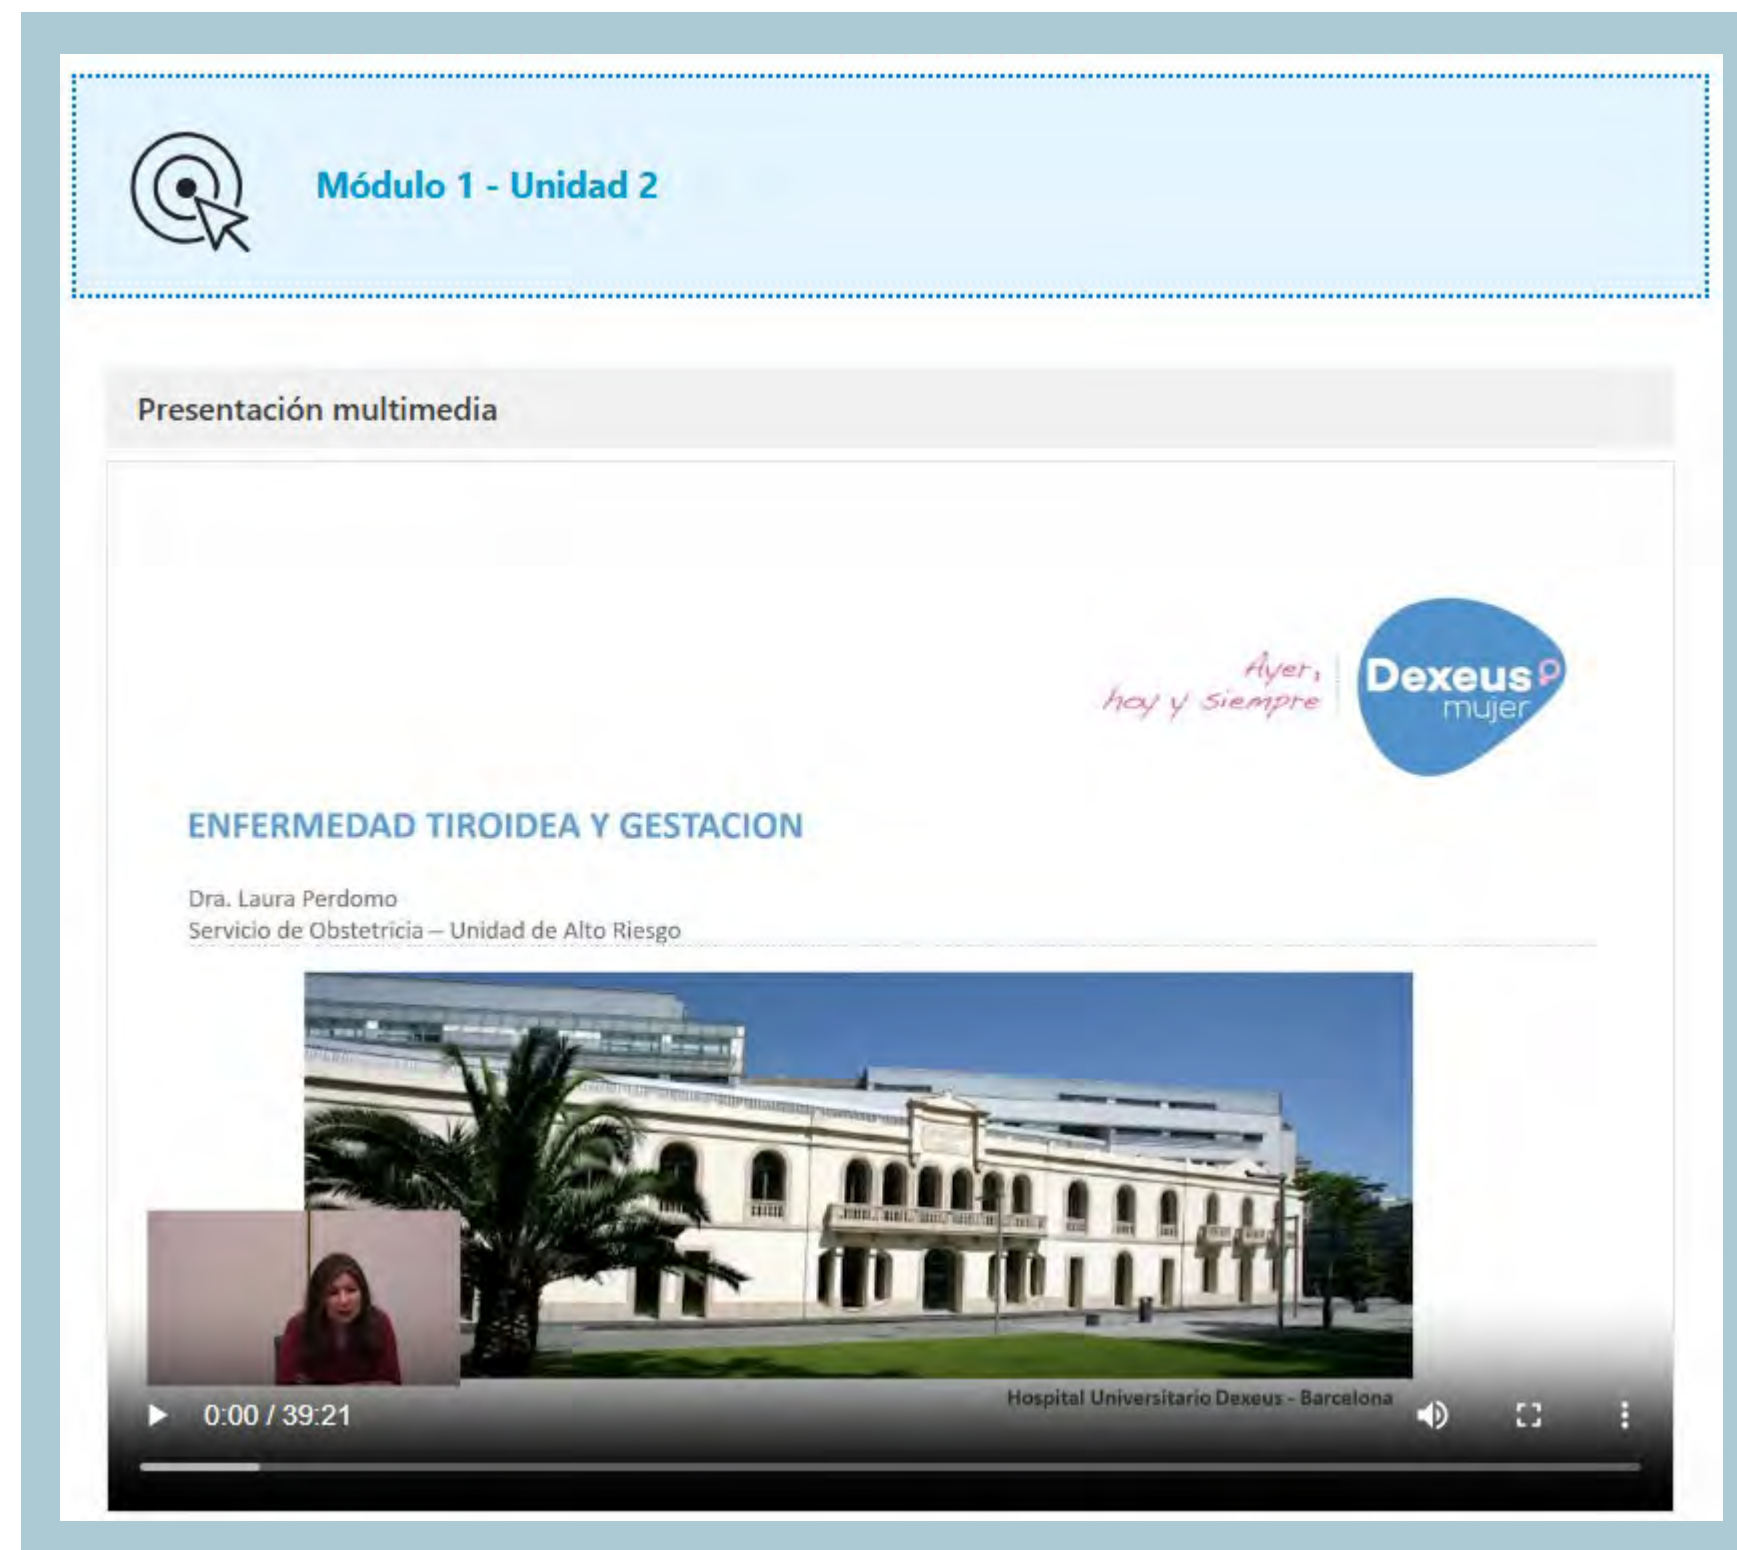 Módulo 1 - Unidad 2
Presentación multimedia
Ayer,
hoy y siempre
Dexeus
mujer
ENFERMEDAD TIROIDEA Y GESTACION
Dra. Laura Perdomo
Servicio de Obstetricia – Unidad de Alto Riesgo
Hospital Universitario Dexeus - Barcelona
0:00 / 39:21